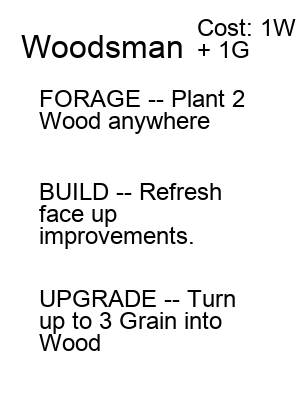 Woodsman
Cost: 1W
+ 1G
FORAGE -- Plant 2
Wood anywhere
BUILD -- Refresh
face up
improvements.
UPGRADE -- Turn
up to 3 Grain into
Wood